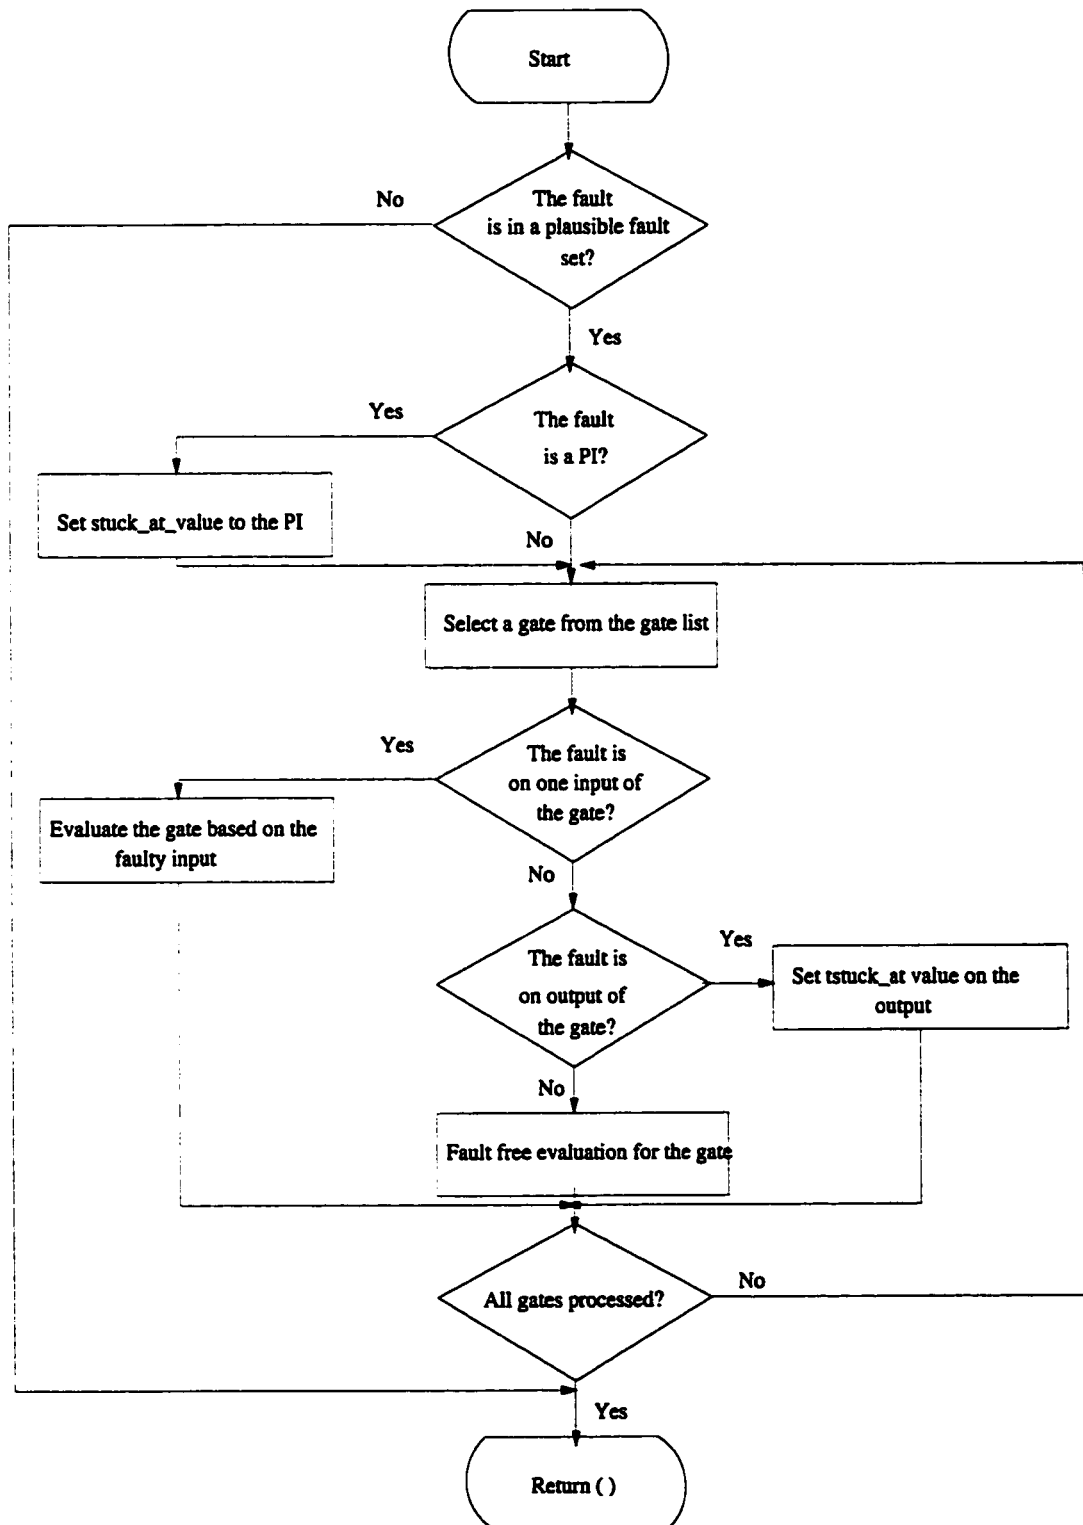 Start
No
The fault
is in a plausible fault
set?
Yes
Yes
The fault
is a PI?
Set stuck_at_value to the PI
No
Select a gate from the gate list
Yes
The fault is
on one input of
the gate?
Evaluate the gate based on the
faulty input
No
Yes
The fault is
on output of
the gate?
Set tstuck_at value on the
output
No
Fault free evaluation for the gate
All gates processed?
No
Yes
Return ( )